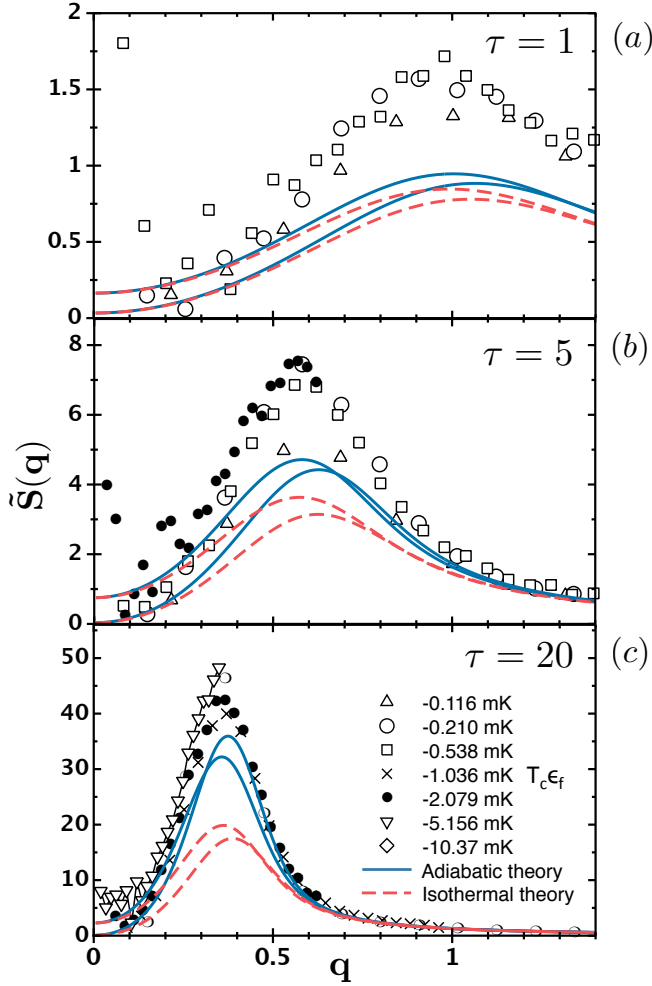 2
1.5
1
0.5
0
τ = 1
(a)
8
6
4
2
0
τ = 5
(b)
S̃(q)
50
40
30
20
10
0
τ = 20
(c)
-0.116 mK
-0.210 mK
-0.538 mK
-1.036 mK
T_cϵ_f
-2.079 mK
-5.156 mK
-10.37 mK
Adiabatic theory
Isothermal theory
0
0.5
1
q